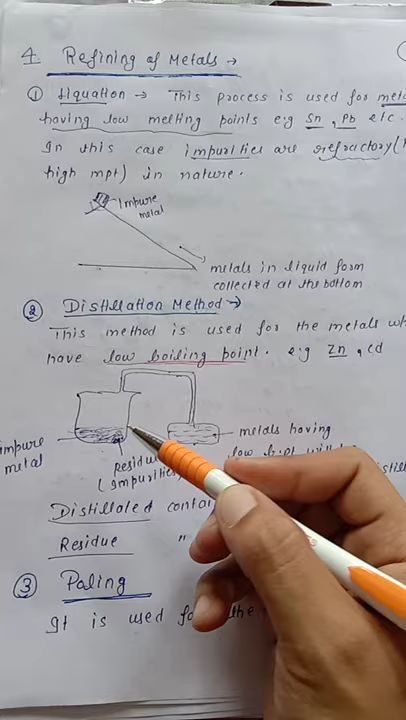 4. Refining of Metals →
① Liquation → This process is used for
having low melting points e.g Sn, Pb etc.
In this case impurities are refractory (
high mpt) in nature.
Impure
metal
metals in liquid form
collected at the bottom
② Distillation Method →
This method is used for the metals
have low boiling point. e.g Zn, Cd
impure
metal
metals having
low b.pt will
Residue
(impurities
Distillated
Residue "
③ Poling
It is used